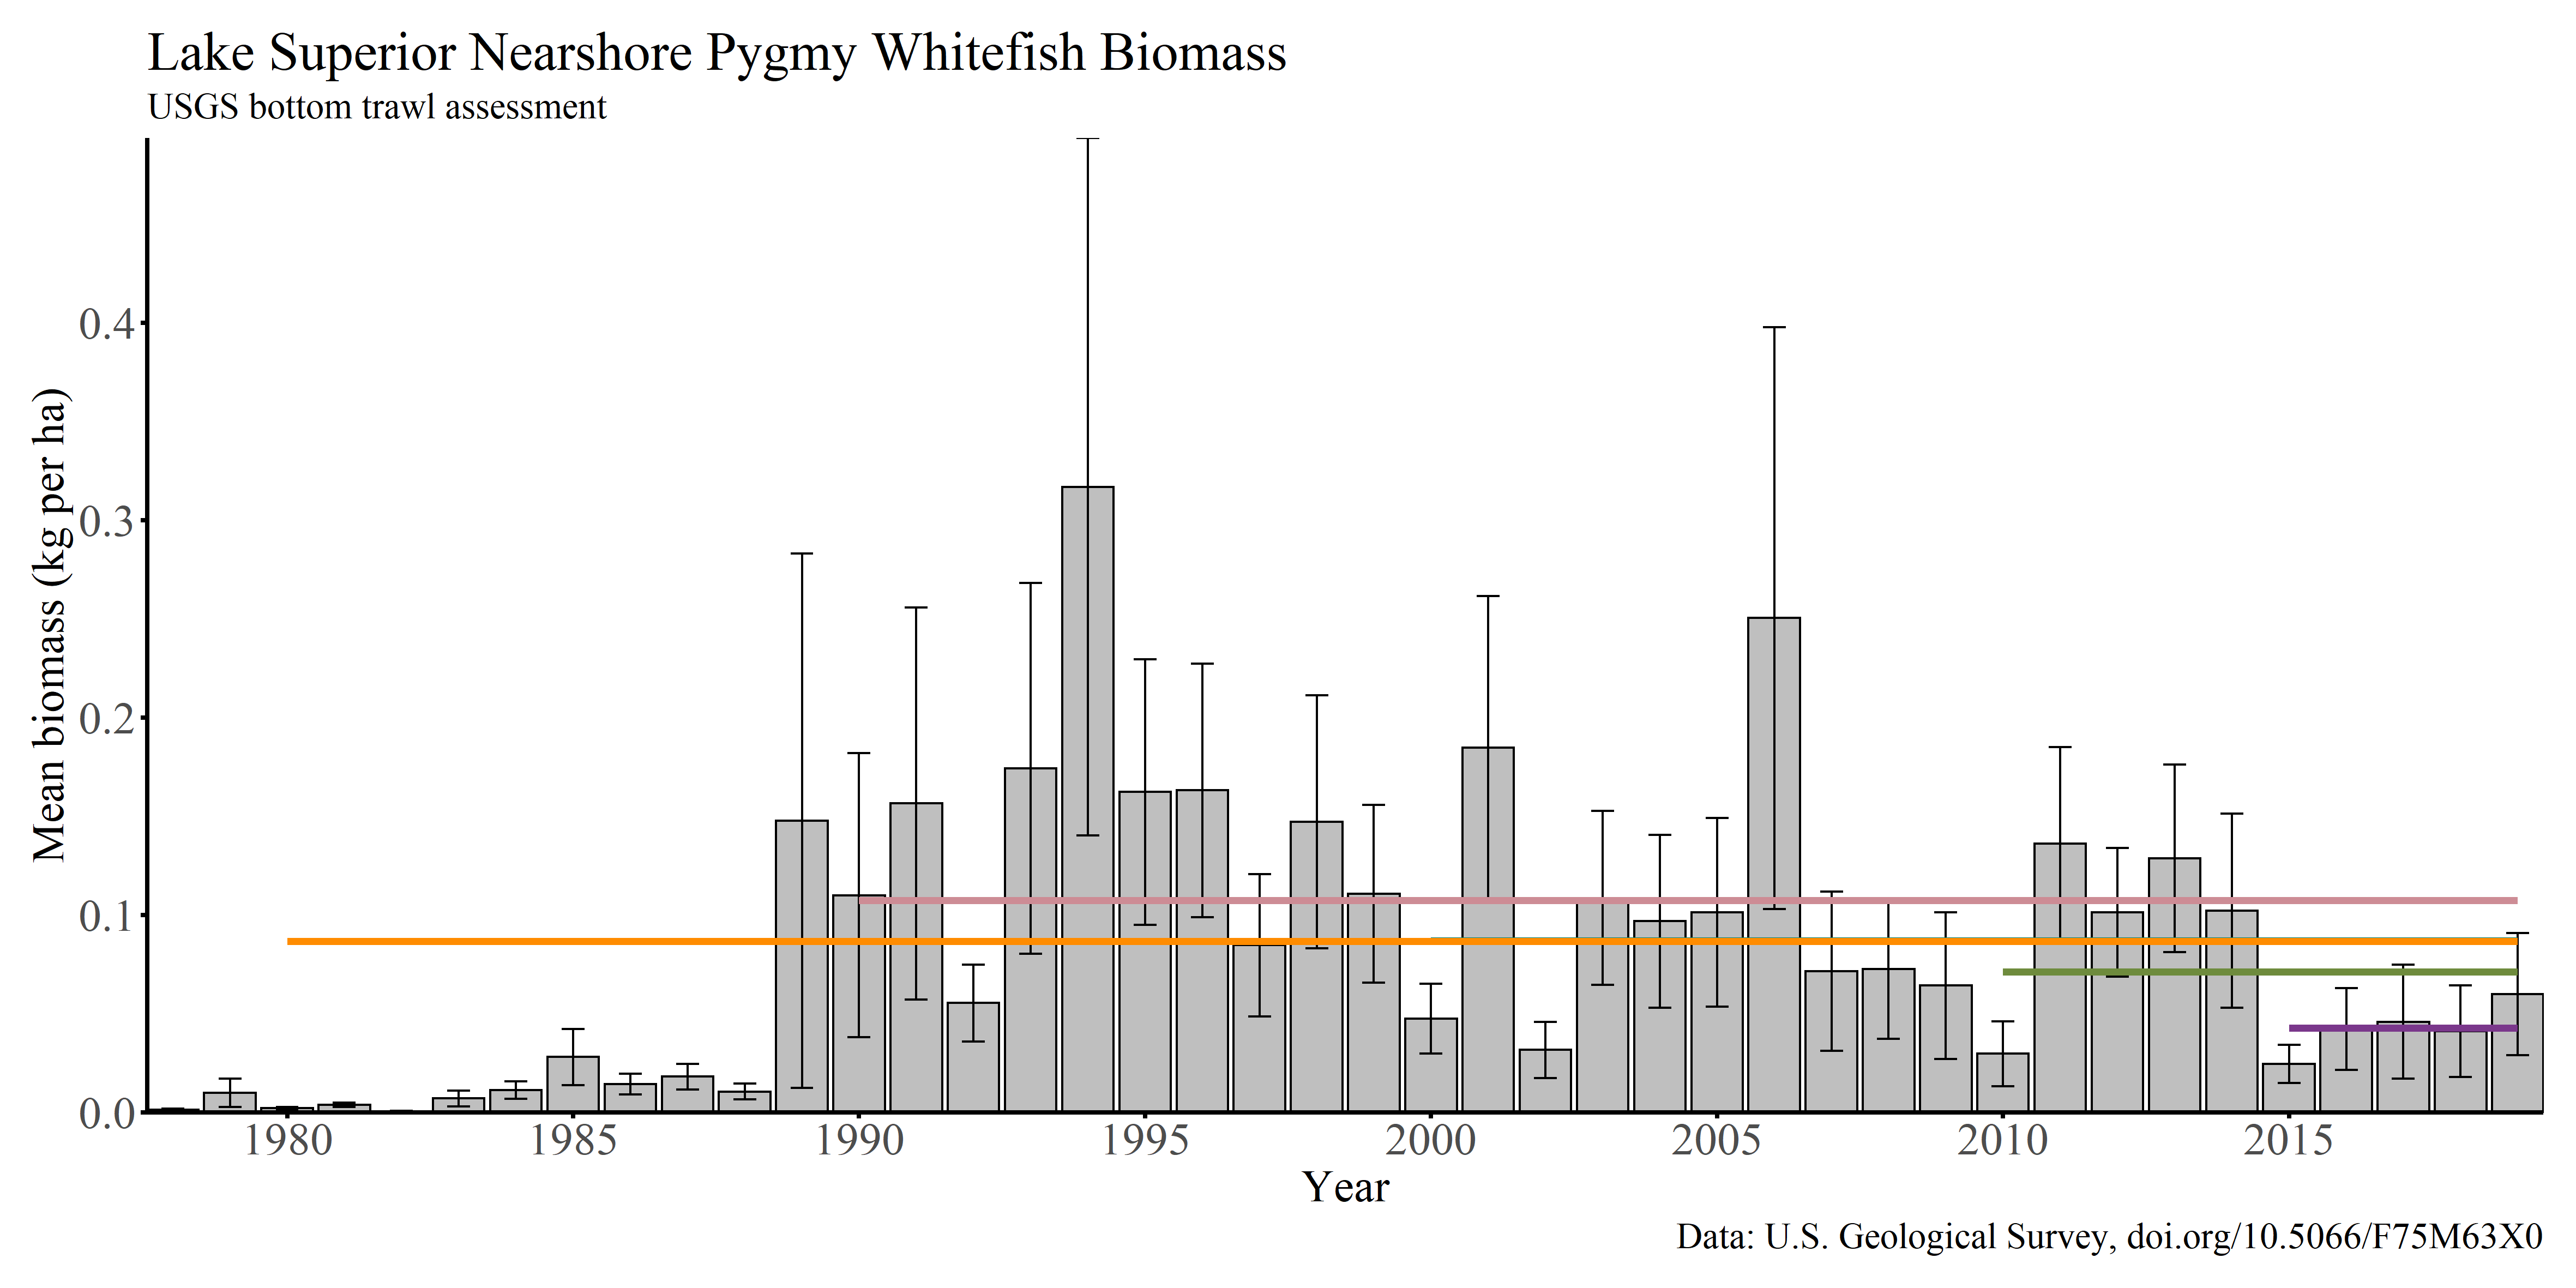 Lake Superior Nearshore Pygmy Whitefish Biomass
USGS bottom trawl assessment
Mean biomass (kg per ha)
0.4
0.3
0.2
0.1
0.0
1980 1985 1990 1995 2000 2005 2010 2015
Year
Data: U.S. Geological Survey, doi.org/10.5066/F75M63X0